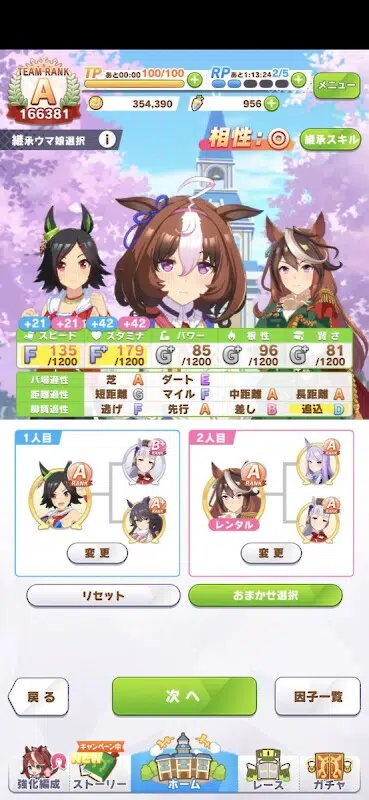 TEAM RANK
A
166381
TP あと00:00 100/100
RP あと1:13:24 2/5
メニュー
354,390
956
継承ウマ娘選択
i
相性:◎
継承スキル
+21 +21 +42 +42
スピード スタミナ パワー 根性 賢さ
F 135 /1200
F+ 179 /1200
G+ 85 /1200
G+ 96 /1200
G+ 81 /1200
バ場適性 芝 A ダート E
距離適性 短距離 G マイル F 中距離 A 長距離 A
脚質適性 逃げ F 先行 A 差し B 追込 D
1人目
A RANK
B+ RANK
A RANK
変更
2人目
A RANK
レンタル
A RANK
A RANK
変更
リセット
おまかせ選択
戻る
次へ
因子一覧
強化編成
キャンペーン中
NEW
ストーリー
ホーム
レース
ガチャ